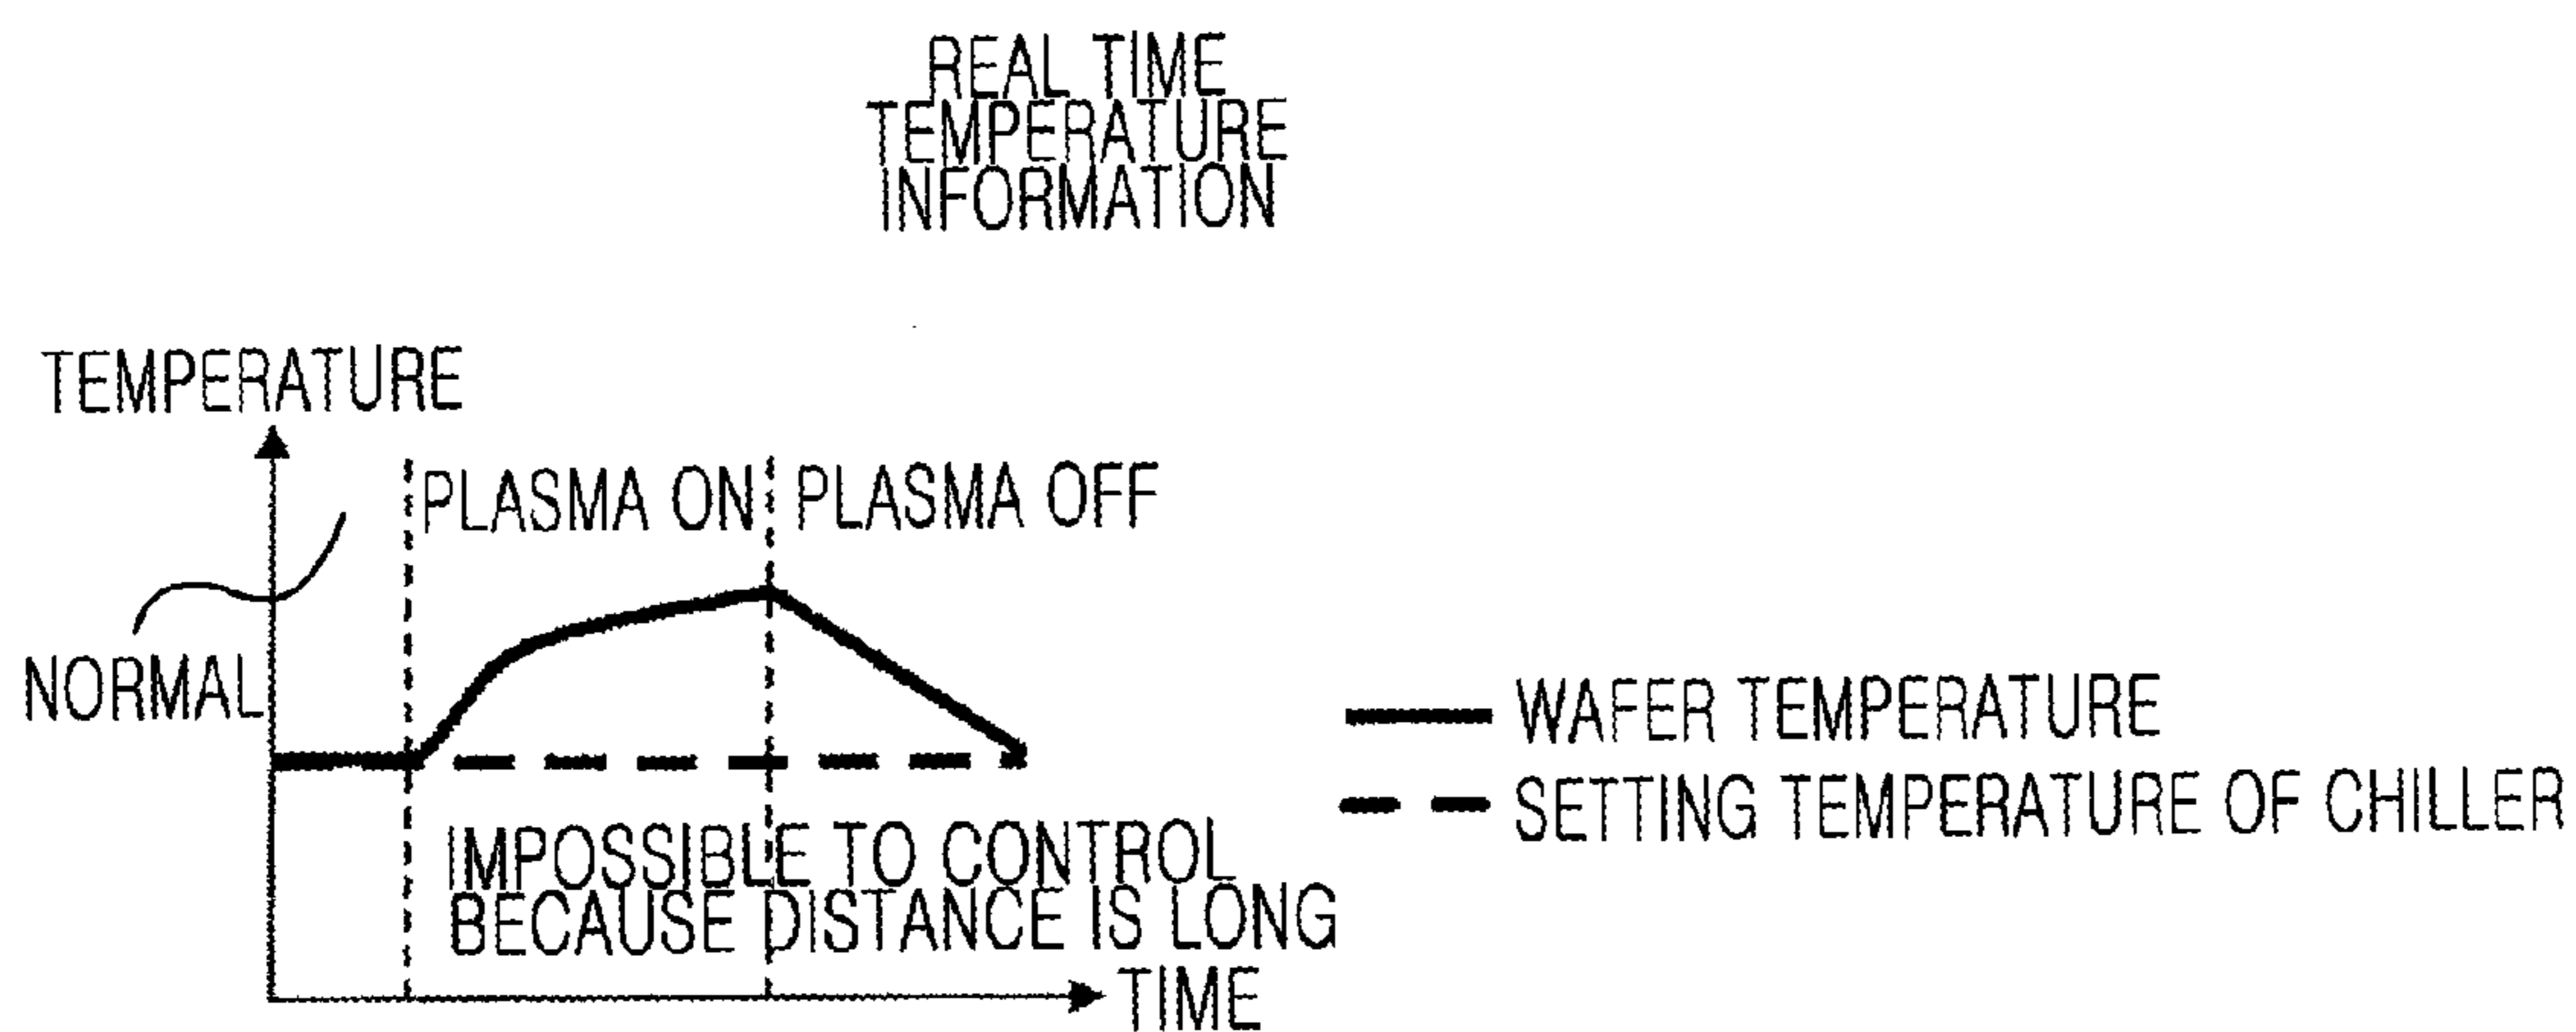 REAL TIME
TEMPERATURE
INFORMATION
TEMPERATURE
PLASMA ON
PLASMA OFF
NORMAL
WAFER TEMPERATURE
SETTING TEMPERATURE OF CHILLER
IMPOSSIBLE TO CONTROL
BECAUSE DISTANCE IS LONG
TIME